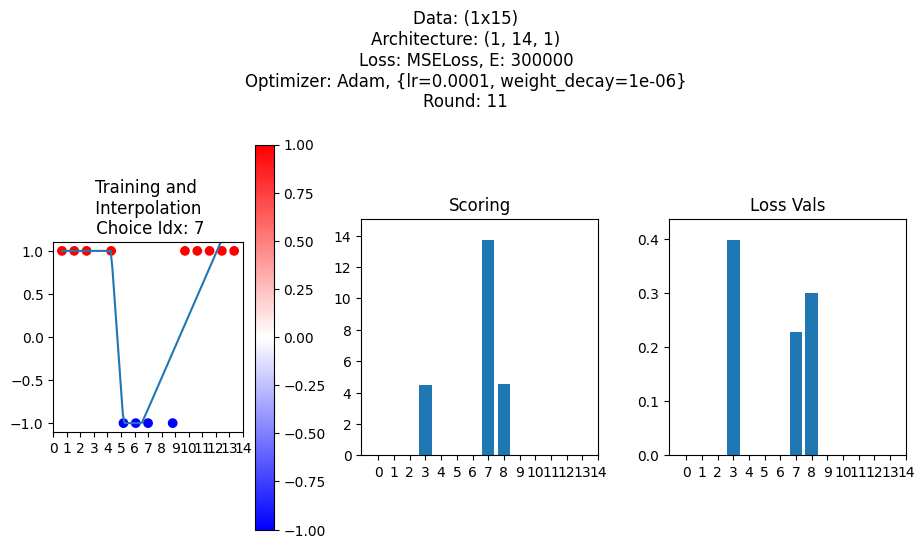 Data: (1x15)
Architecture: (1, 14, 1)
Loss: MSELoss, E: 300000
Optimizer: Adam, {lr=0.0001, weight_decay=1e-06}
Round: 11
Training and
Interpolation
Choice Idx: 7
1.0
0.5
0.0
−0.5
−1.0
0 1 2 3 4 5 6 7 8 9 10 11 12 13 14
1.00
0.75
0.50
0.25
0.00
−0.25
−0.50
−0.75
−1.00
Scoring
14
12
10
8
6
4
2
0
0 1 2 3 4 5 6 7 8 9 10 11 12 13 14
Loss Vals
0.4
0.3
0.2
0.1
0.0
0 1 2 3 4 5 6 7 8 9 10 11 12 13 14